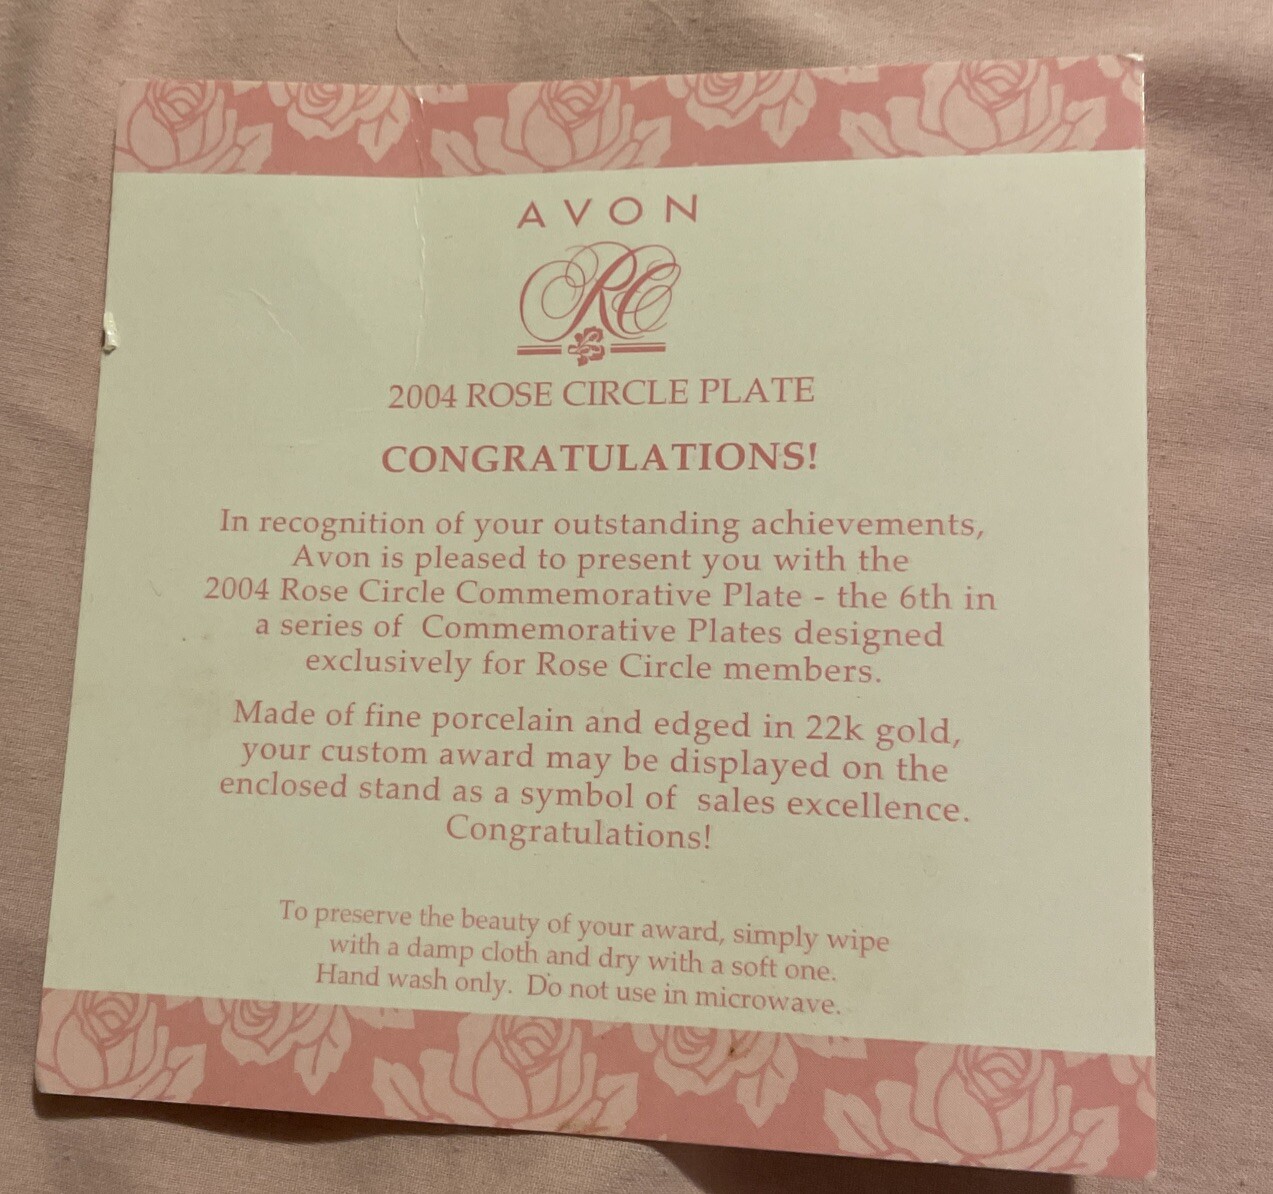 AVON
RC
2004 ROSE CIRCLE PLATE
CONGRATULATIONS!
In recognition of your outstanding achievements,
Avon is pleased to present you with the
2004 Rose Circle Commemorative Plate - the 6th in
a series of Commemorative Plates designed
exclusively for Rose Circle members.
Made of fine porcelain and edged in 22k gold,
your custom award may be displayed on the
enclosed stand as a symbol of sales excellence.
Congratulations!
To preserve the beauty of your award, simply wipe
with a damp cloth and dry with a soft one.
Hand wash only. Do not use in microwave.